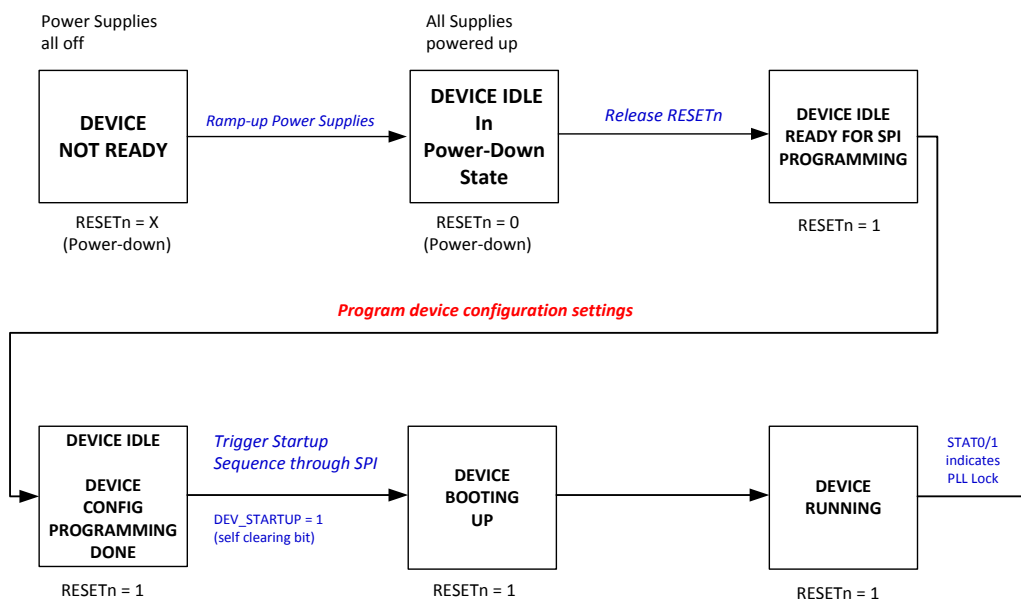 Power Supplies
all off
All Supplies
powered up
DEVICE
NOT READY
Ramp-up Power Supplies
DEVICE IDLE
In
Power-Down
State
Release RESETn
DEVICE IDLE
READY FOR SPI
PROGRAMMING
RESETn = X
(Power-down)
RESETn = 0
(Power-down)
RESETn = 1
Program device configuration settings
DEVICE IDLE
DEVICE
CONFIG
PROGRAMMING
DONE
Trigger Startup
Sequence through SPI
DEV_STARTUP = 1
(self clearing bit)
DEVICE
BOOTING
UP
DEVICE
RUNNING
STAT0/1
indicates
PLL Lock
RESETn = 1
RESETn = 1
RESETn = 1